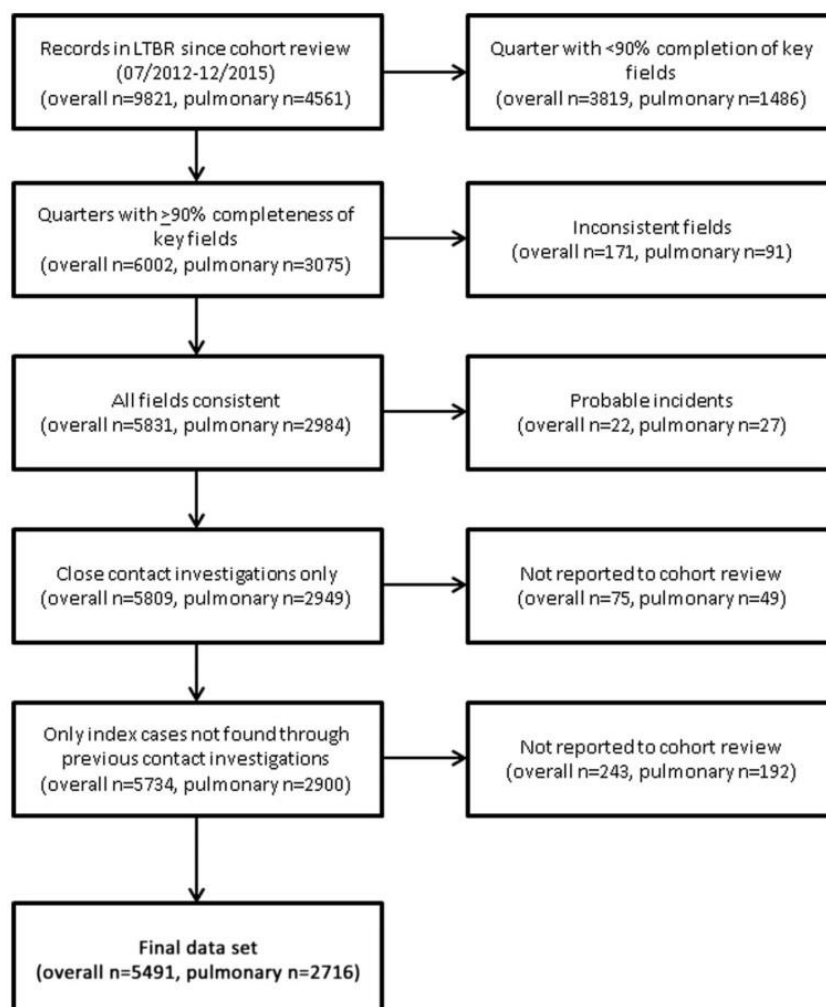 Records in LTBR since cohort review
(07/2012-12/2015)
(overall n=9821, pulmonary n=4561)
Quarter with <90% completion of key
fields
(overall n=3819, pulmonary n=1486)
Quarters with ≥90% completeness of
key fields
(overall n=6002, pulmonary n=3075)
Inconsistent fields
(overall n=171, pulmonary n=91)
All fields consistent
(overall n=5831, pulmonary n=2984)
Probable incidents
(overall n=22, pulmonary n=27)
Close contact investigations only
(overall n=5809, pulmonary n=2949)
Not reported to cohort review
(overall n=75, pulmonary n=49)
Only index cases not found through
previous contact investigations
(overall n=5734, pulmonary n=2900)
Not reported to cohort review
(overall n=243, pulmonary n=192)
Final data set
(overall n=5491, pulmonary n=2716)